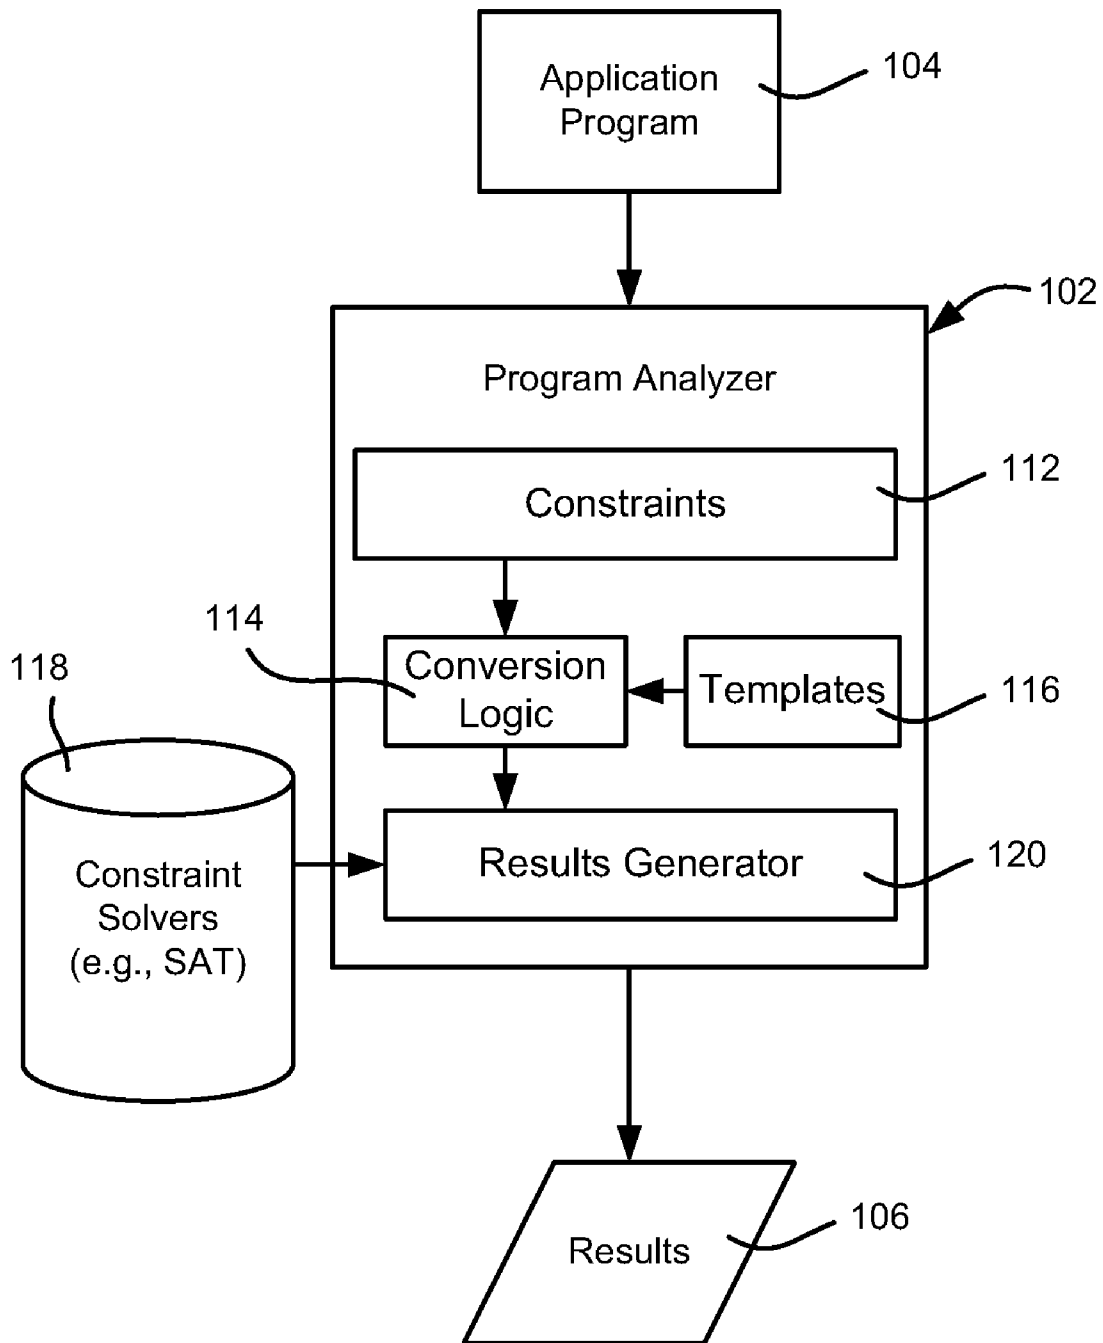 Application
Program
104
102
Program Analyzer
112
Constraints
114
118
Conversion
Logic
Templates
116
Constraint
Solvers
(e.g., SAT)
Results Generator
120
106
Results